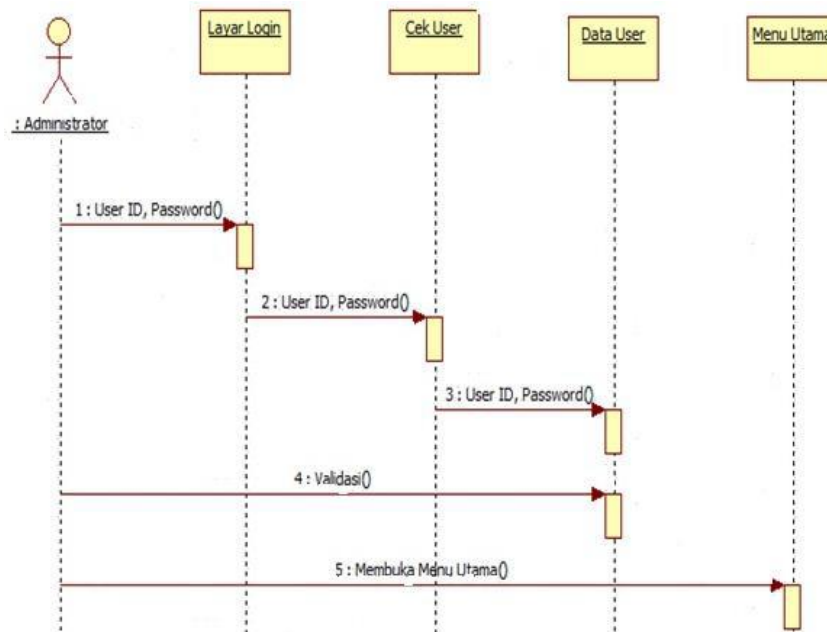 Layar Login
Cek User
Data User
Menu Utama
: Administrator
1 : User ID, Password()
2 : User ID, Password()
3 : User ID, Password()
4 : Validasi()
5 : Membuka Menu Utama()